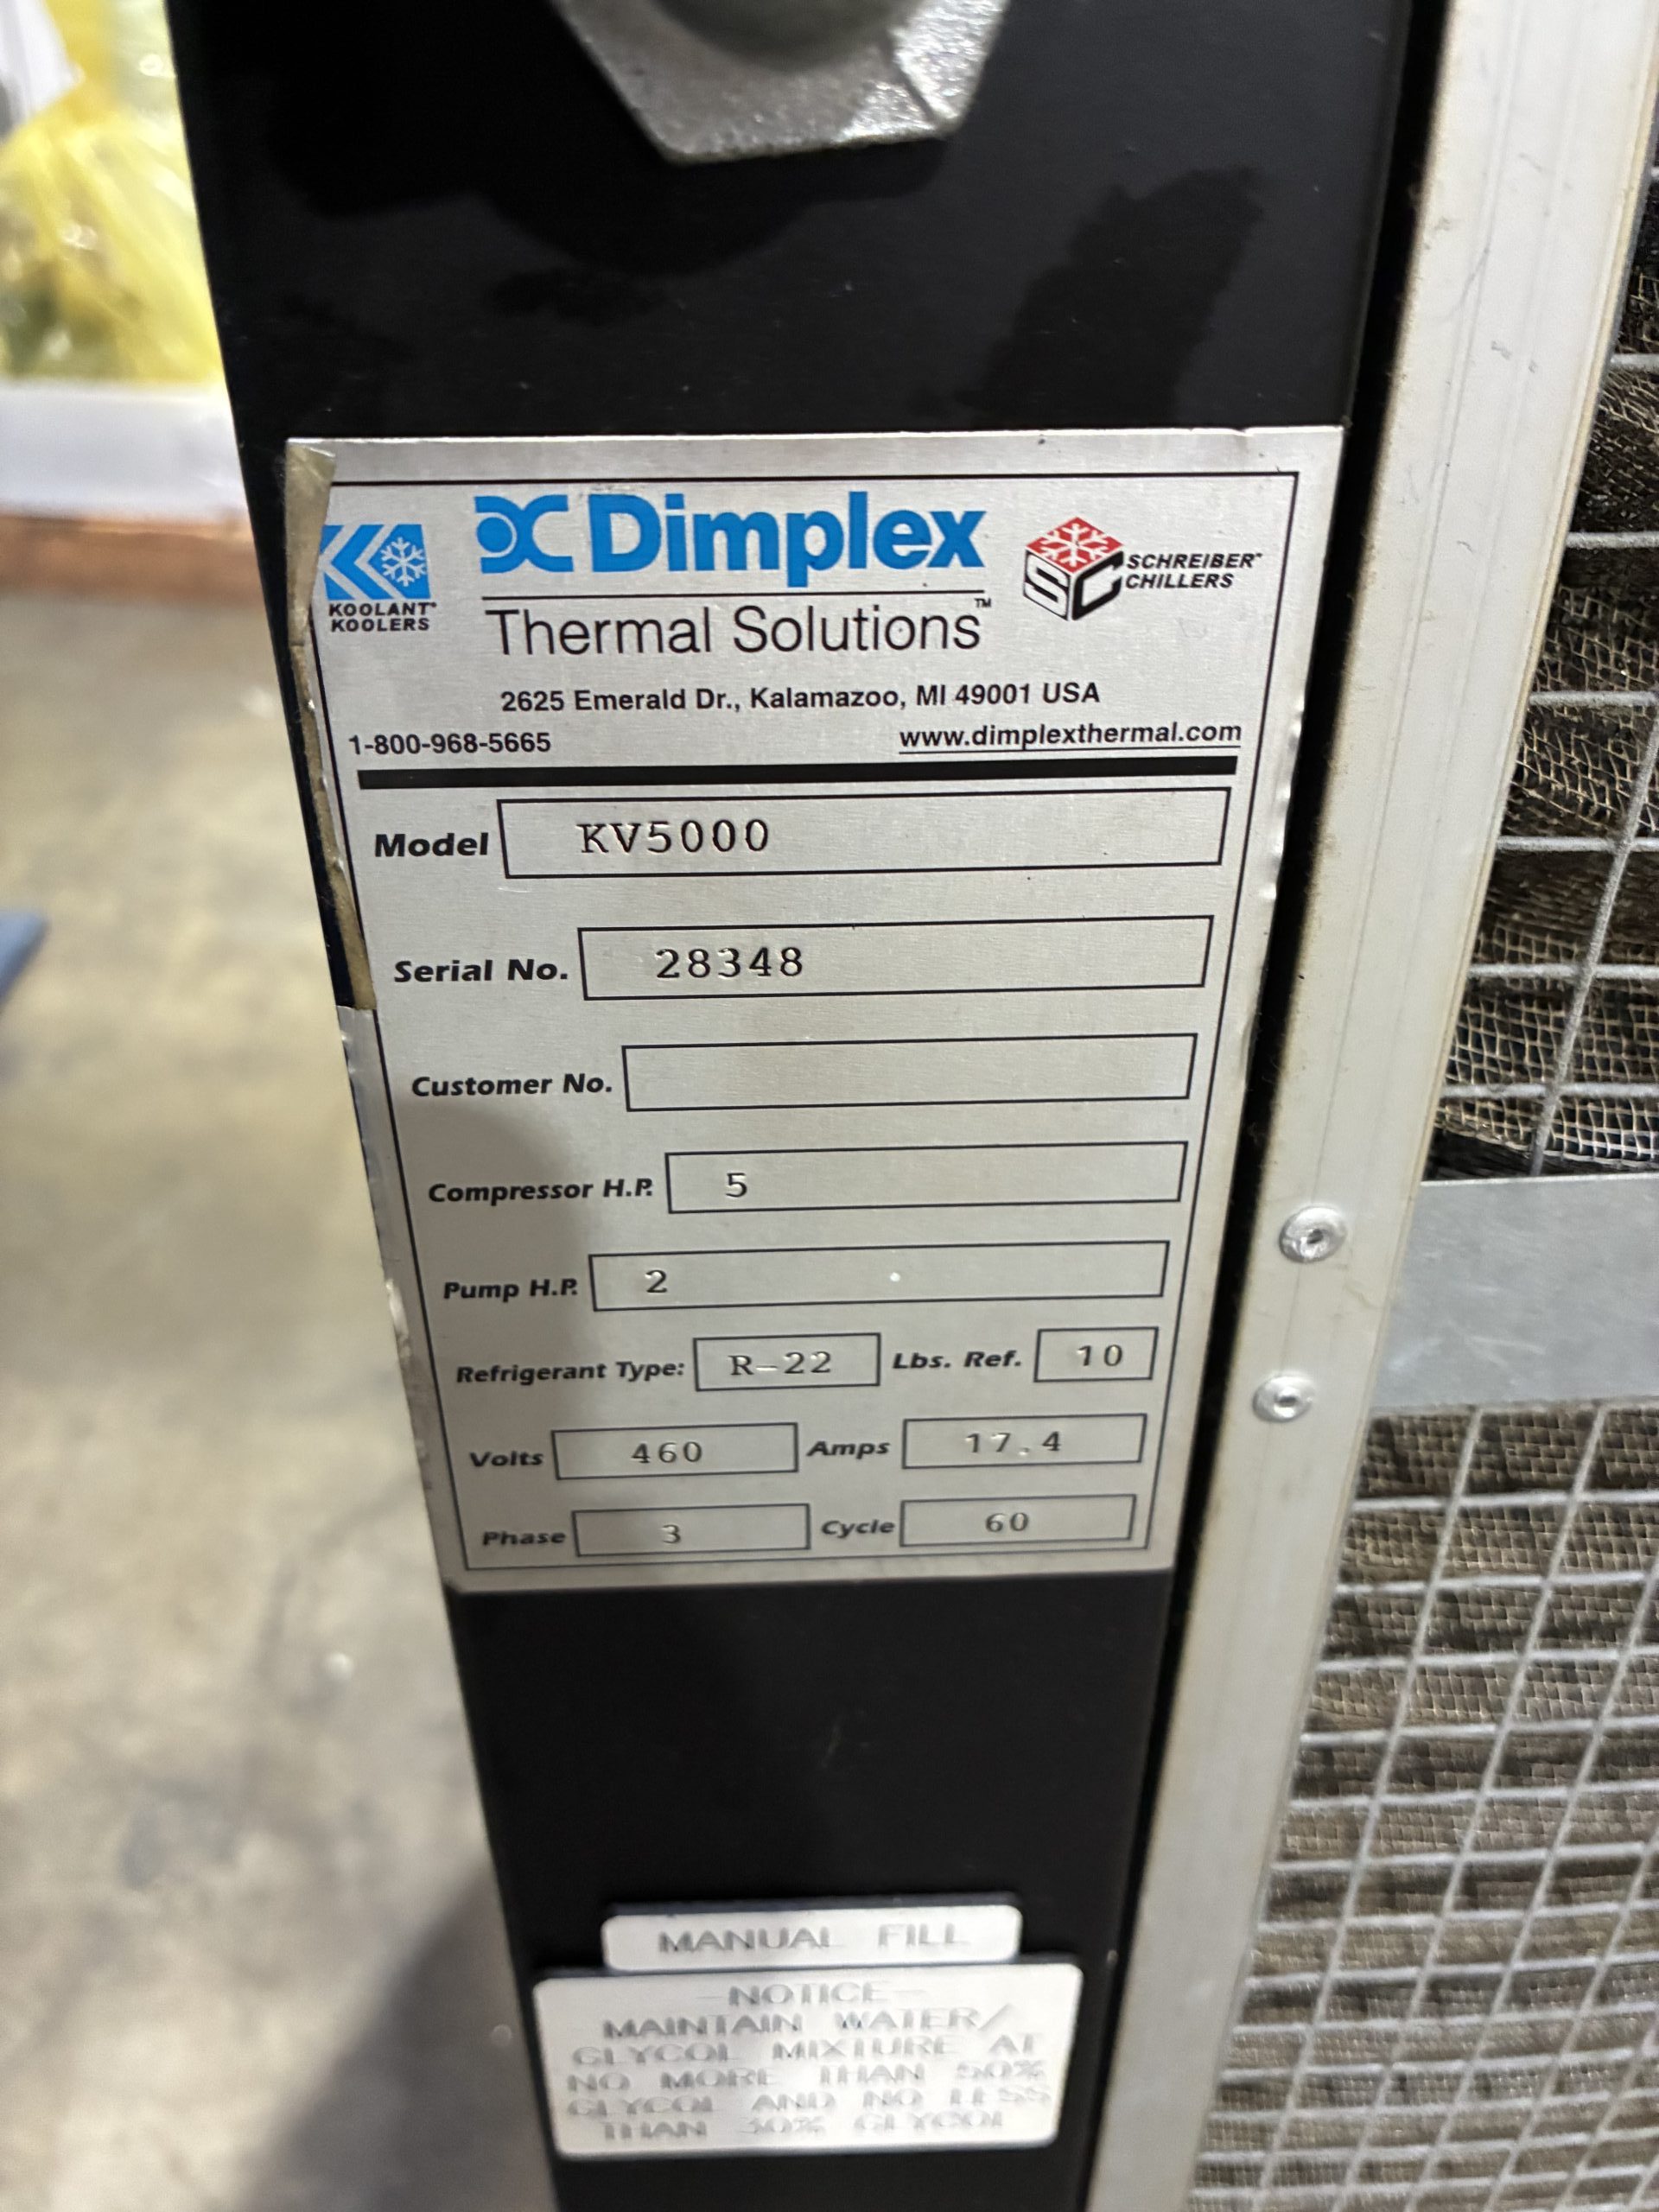 Dimplex
Thermal Solutions™
KOOLANT
KOOLERS
SC
SCHREIBER
CHILLERS
2625 Emerald Dr., Kalamazoo, MI 49001 USA
1-800-968-5665 www.dimplexthermal.com
Model KV5000
Serial No. 28348
Customer No.
Compressor H.P. 5
Pump H.P. 2
Refrigerant Type: R-22 Lbs. Ref. 10
Volts 460 Amps 17.4
Phase 3 Cycle 60
MANUAL FILL
NOTICE
MAINTAIN WATER/
GLYCOL MIXTURE AT
NO MORE THAN 50%
GLYCOL AND NO LESS
THAN GLYCOL